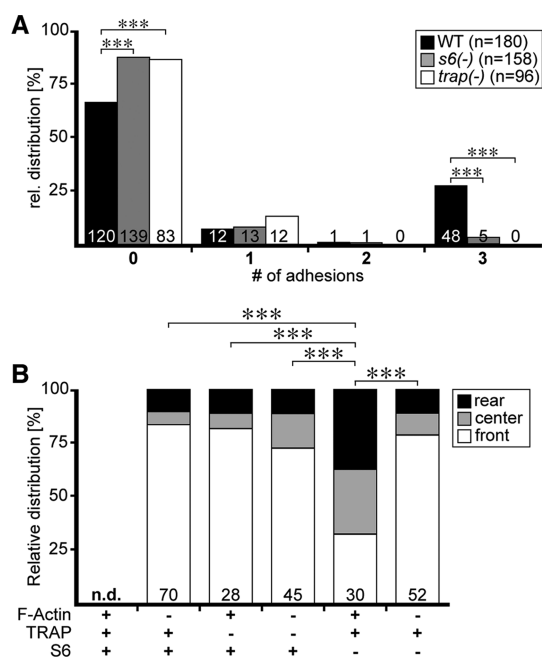 A
rel. distribution [%]
100
75
50
25
*** *** *** ***
WT (n=180)
s6(-) (n=158)
trap(-) (n=96)
120 139 83 12 13 12 1 1 0 48 5 0
0 1 2 3
# of adhesions
B
Relative distribution [%]
***
***
***
***
100
75
50
25
rear
center
front
n.d. 70 28 45 30 52
F-Actin + - + - + -
TRAP + + - - + +
S6 + + + + - -